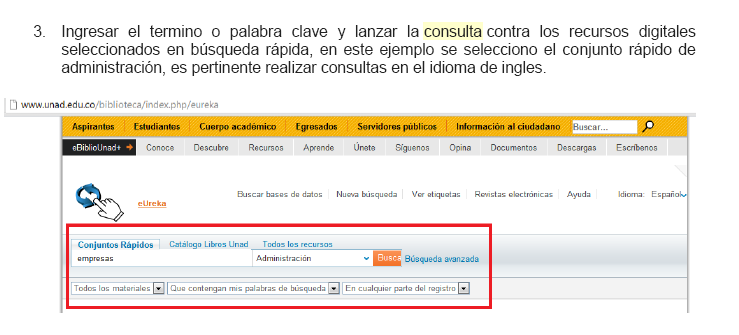 3. Ingresar el termino o palabra clave y lanzar la consulta contra los recursos digitales
seleccionados en búsqueda rápida, en este ejemplo se selecciono el conjunto rápido de
administración, es pertinente realizar consultas en el idioma de ingles.
www.unad.edu.co/biblioteca/index.php/eureka
Aspirantes Estudiantes Cuerpo académico Egresados Servidores públicos Información al ciudadano Buscar...
eBiblioUnad+ Conoce Descubre Recursos Aprende Únete Síguenos Opina Documentos Descargas Escríbenos
Buscar bases de datos Nueva búsqueda Ver etiquetas Revistas electrónicas Ayuda Idioma: Español
eUreka
Conjuntos Rápidos Catálogo Libros Unad Todos los recursos
empresas Administración Busca Búsqueda avanzada
Todos los materiales Que contengan mis palabras de búsqueda En cualquier parte del registro